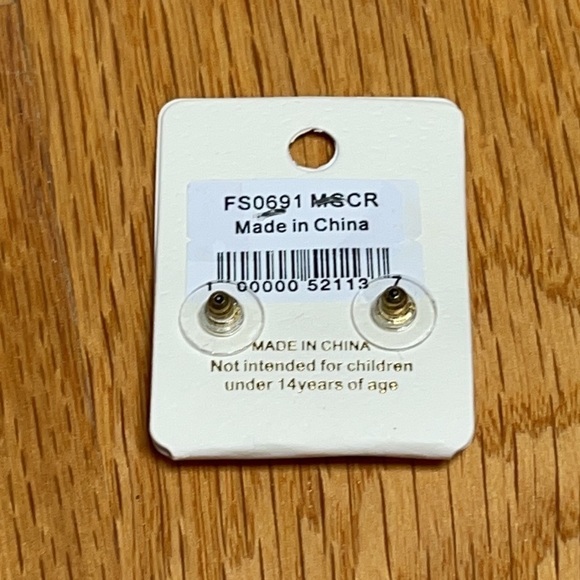 FS0691 MSCR
Made in China
1 00000 52113 7
MADE IN CHINA
Not intended for children
under 14years of age